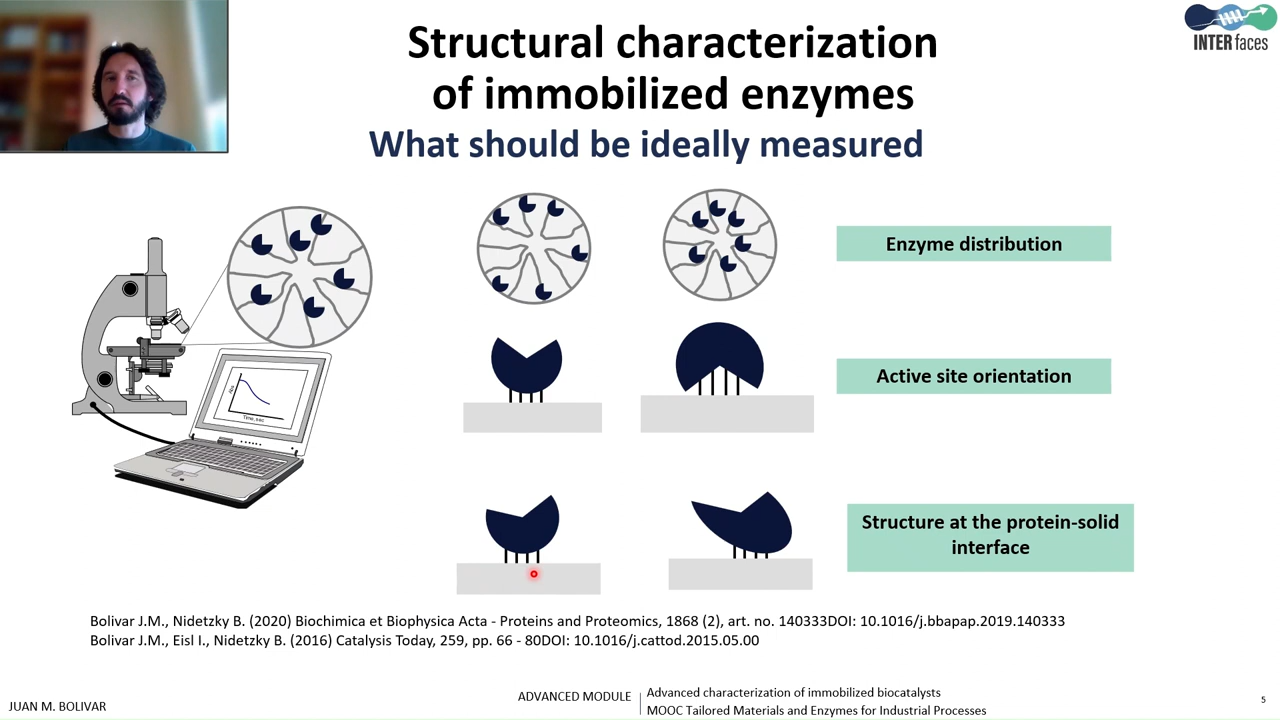 INTERfaces
Structural characterization
of immobilized enzymes
What should be ideally measured
Enzyme distribution
Active site orientation
Structure at the protein-solid
interface
Bolivar J.M., Nidetzky B. (2020) Biochimica et Biophysica Acta - Proteins and Proteomics, 1868 (2), art. no. 140333DOI: 10.1016/j.bbapap.2019.140333
Bolivar J.M., Eisl I., Nidetzky B. (2016) Catalysis Today, 259, pp. 66 - 80DOI: 10.1016/j.cattod.2015.05.00
JUAN M. BOLIVAR
ADVANCED MODULE
Advanced characterization of immobilized biocatalysts
MOOC Tailored Materials and Enzymes for Industrial Processes
5